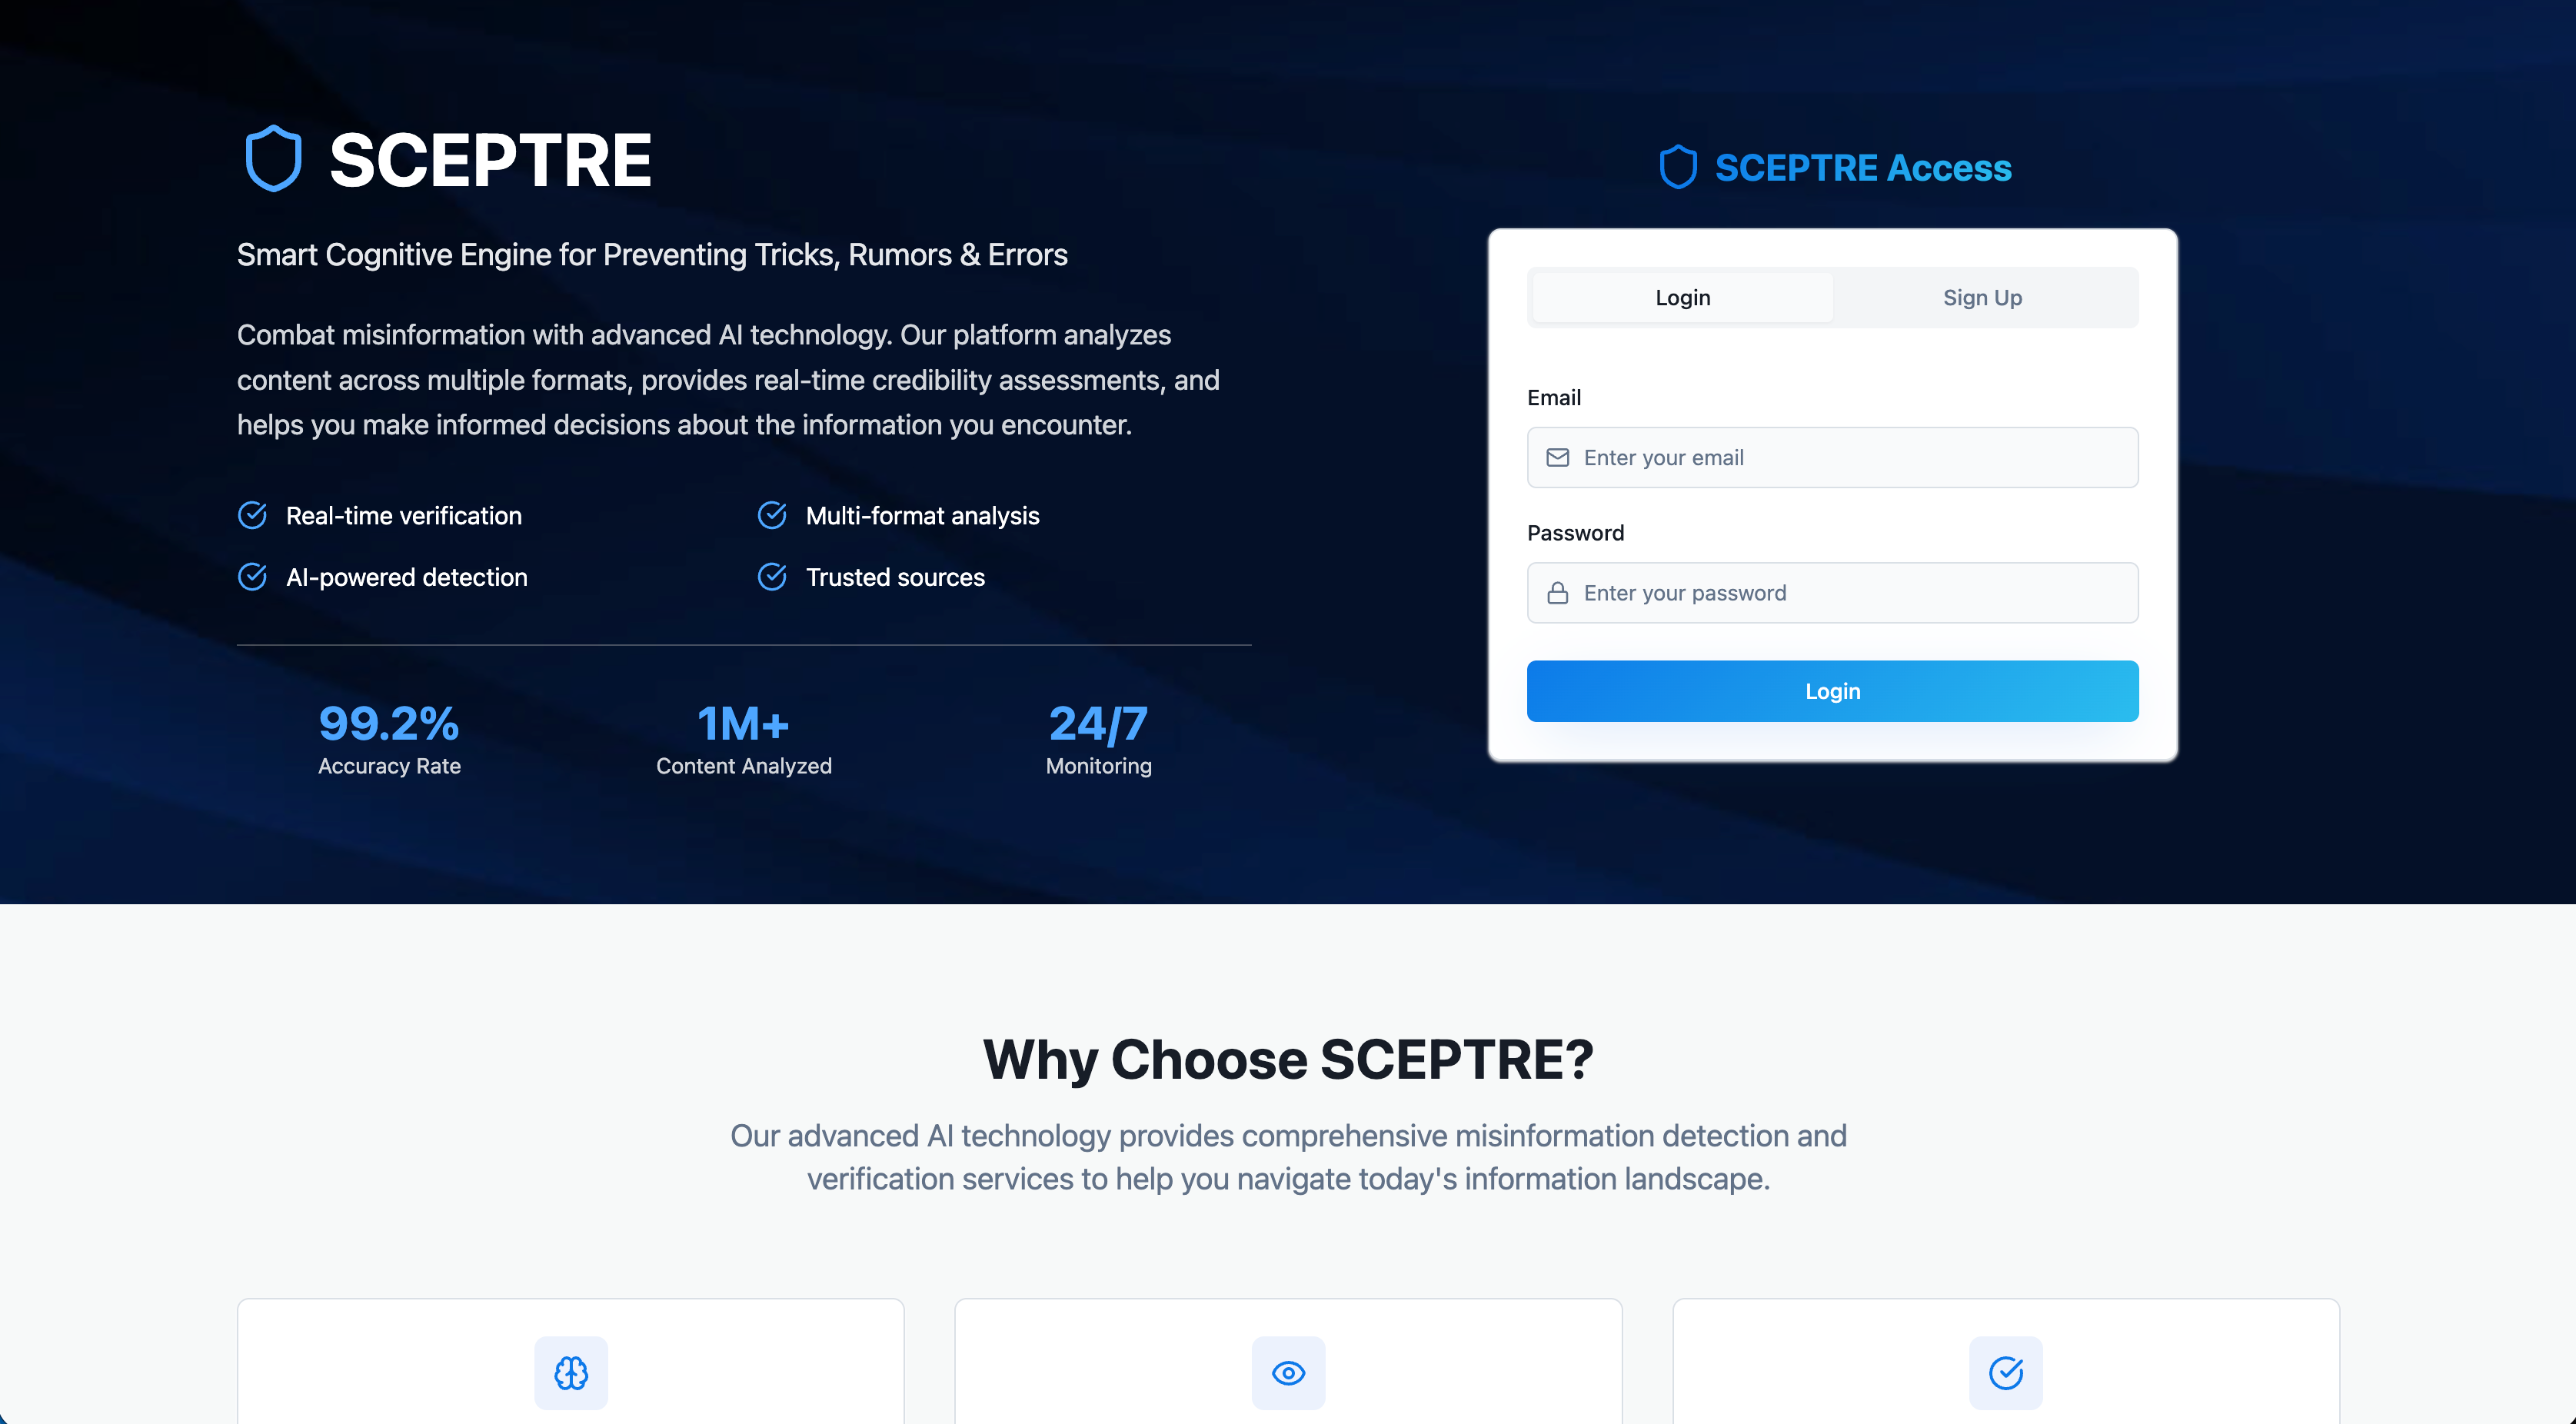 SCEPTRE
Smart Cognitive Engine for Preventing Tricks, Rumors & Errors
Combat misinformation with advanced AI technology. Our platform analyzes
content across multiple formats, provides real-time credibility assessments, and
helps you make informed decisions about the information you encounter.
Real-time verification
Multi-format analysis
AI-powered detection
Trusted sources
99.2%
Accuracy Rate
1M+
Content Analyzed
24/7
Monitoring
SCEPTRE Access
Login
Sign Up
Email
Enter your email
Password
Enter your password
Login
Why Choose SCEPTRE?
Our advanced AI technology provides comprehensive misinformation detection and
verification services to help you navigate today's information landscape.